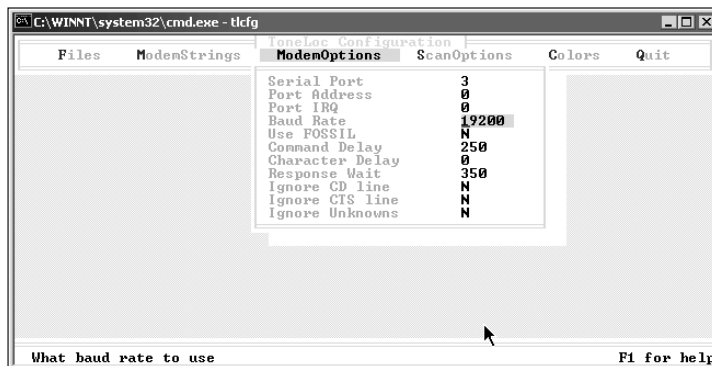 C:\WINNT\system32\cmd.exe - tlcfg
ToneLoc Configuration
Files ModemStrings ModemOptions ScanOptions Colors Quit
Serial Port 3
Port Address 0
Port IRQ 0
Baud Rate 19200
Use FOSSIL N
Command Delay 250
Character Delay 0
Response Wait 350
Ignore CD line N
Ignore CTS line N
Ignore Unknowns N
What baud rate to use F1 for help